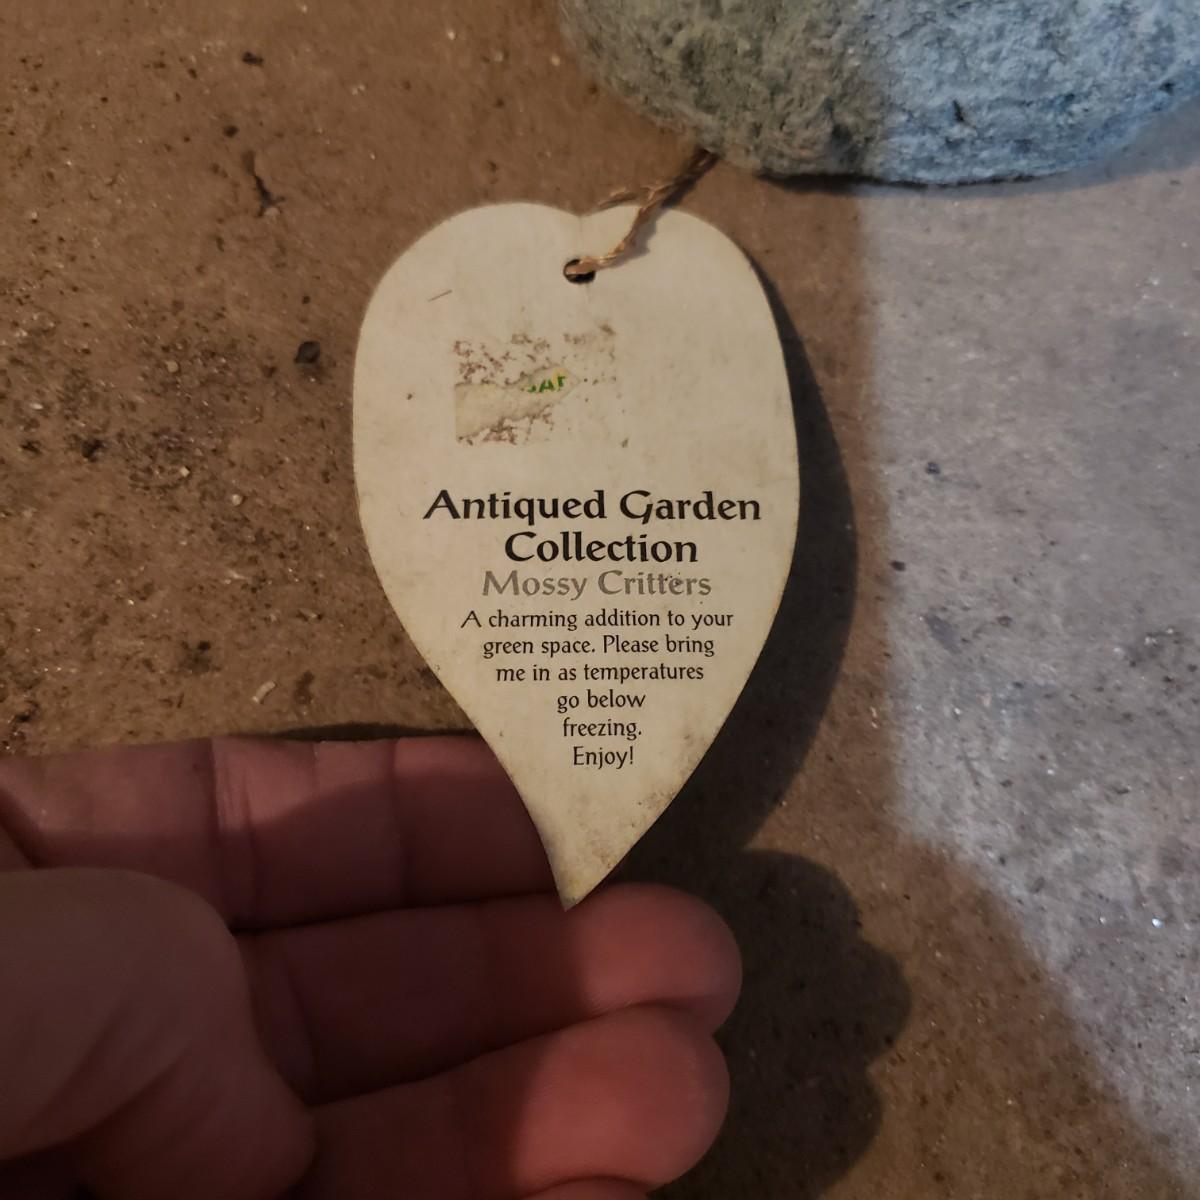 Antiqued Garden
Collection
Mossy Critters
A charming addition to your
green space. Please bring
me in as temperatures
go below
freezing.
Enjoy!